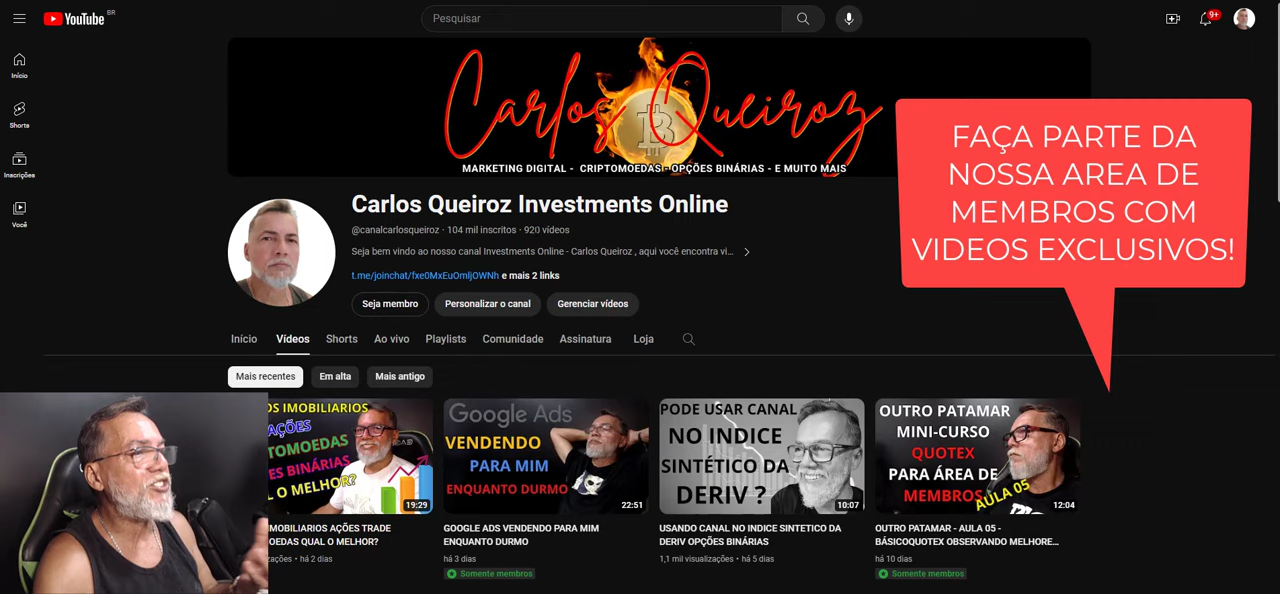 YouTube BR
Pesquisar
9+
Início
Shorts
Inscrições
Você
Carlos Queiroz
MARKETING DIGITAL - CRIPTOMOEDAS - OPÇÕES BINÁRIAS - E MUITO MAIS
FAÇA PARTE DA
NOSSA AREA DE
MEMBROS COM
VIDEOS EXCLUSIVOS!
Carlos Queiroz Investments Online
@canalcarlosqueiroz · 104 mil inscritos · 920 vídeos
Seja bem vindo ao nosso canal Investments Online - Carlos Queiroz , aqui você encontra vi...
t.me/joinchat/fxe0MxEuOmljOWNh e mais 2 links
Seja membro
Personalizar o canal
Gerenciar vídeos
Início Vídeos Shorts Ao vivo Playlists Comunidade Assinatura Loja
Mais recentes Em alta Mais antigo
OS IMOBILIARIOS
AÇÕES
TOMOEDAS
ES BINÁRIAS
L O MELHOR?
19:29
IMOBILIARIOS AÇÕES TRADE
OEDAS QUAL O MELHOR?
zações • há 2 dias
Google Ads
VENDENDO
PARA MIM
ENQUANTO DURMO
22:51
GOOGLE ADS VENDENDO PARA MIM
ENQUANTO DURMO
há 3 dias
Somente membros
PODE USAR CANAL
NO INDICE
SINTÉTICO DA
DERIV ?
10:07
USANDO CANAL NO INDICE SINTETICO DA
DERIV OPÇÕES BINÁRIAS
1,1 mil visualizações • há 5 dias
OUTRO PATAMAR
MINI-CURSO
QUOTEX
PARA ÁREA DE
MEMBROS
AULA 05
12:04
OUTRO PATAMAR - AULA 05 -
BÁSICOQUOTEX OBSERVANDO MELHORE...
há 10 dias
Somente membros